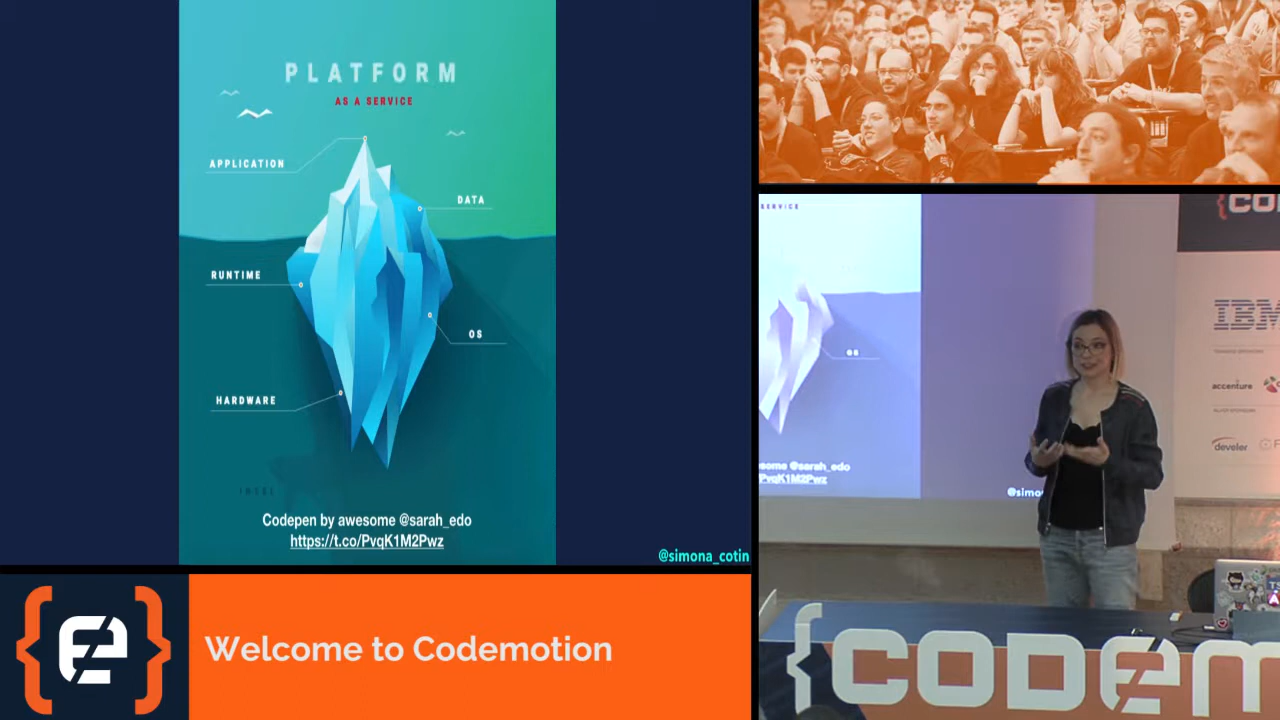 PLATFORM
AS A SERVICE
APPLICATION
DATA
RUNTIME
OS
HARDWARE
Codepen by awesome @sarah_edo
https://t.co/PvqK1M2Pwz
@simona_cotin
Welcome to Codemotion
SERVICE
OS
@sarah_edo
PvqK1M2Pwz
@simo
{CO
IBM
accenture
develer
{CODEM